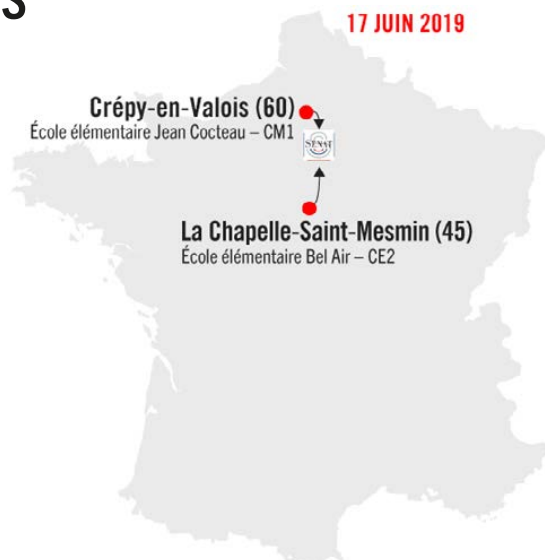 S
17 JUIN 2019
Crépy-en-Valois (60)
École élémentaire Jean Cocteau – CM1
SÉNAT
La Chapelle-Saint-Mesmin (45)
École élémentaire Bel Air – CE2